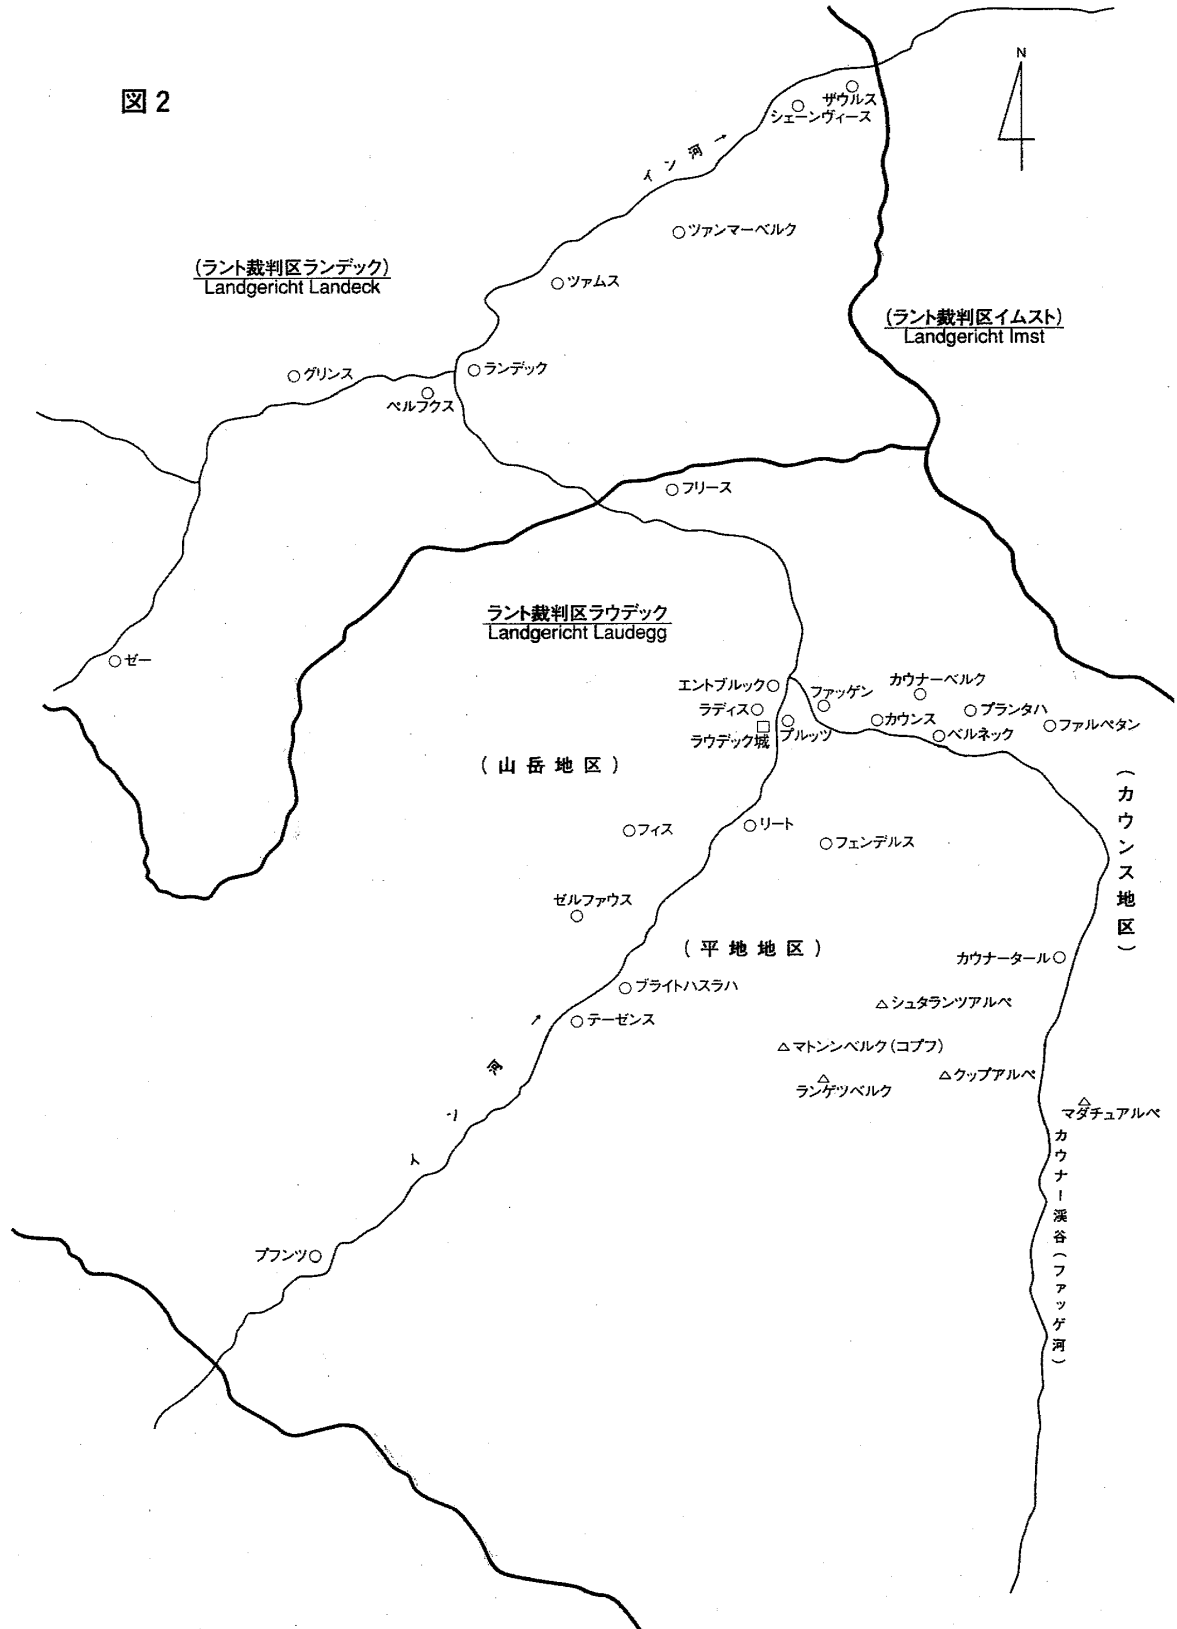 図2
N
ザウルス
シェーンヴィース
イン河→
ツァンマーベルク
(ラント裁判区ランデック)
Landgericht Landeck
ツァムス
(ラント裁判区イムスト)
Landgericht Imst
グリンス
ランデック
ペルフクス
フリース
ラント裁判区ラウデック
Landgericht Laudegg
ゼー
エントブルック
ファッゲン
カウナーベルク
ラディス
プランタハ
カウンス
ファルペタン
ラウデック城
プルッツ
ベルネック
(山岳地区)
(カウンス地区)
フィス
リート
フェンデルス
ゼルファウス
(平地地区)
カウナータール
ブライトハスラハ
シュタランツアルペ
テーゼンス
マトンンベルク(コプフ)
クップアルペ
ランゲツベルク
マダチュアルペ
イン河→
カウナー渓谷(ファッゲ河)
プフンツ